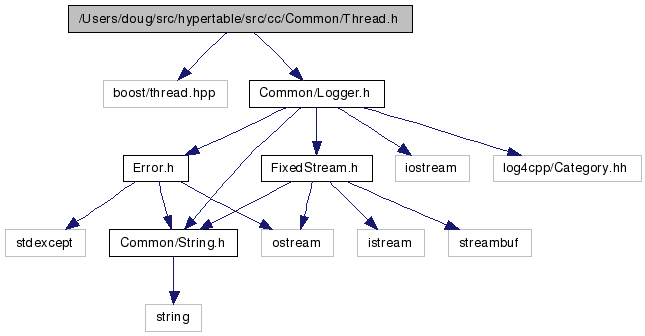 /Users/doug/src/hypertable/src/cc/Common/Thread.h
boost/thread.hpp
Common/Logger.h
Error.h
FixedStream.h
iostream
log4cpp/Category.hh
stdexcept
Common/String.h
ostream
istream
streambuf
string